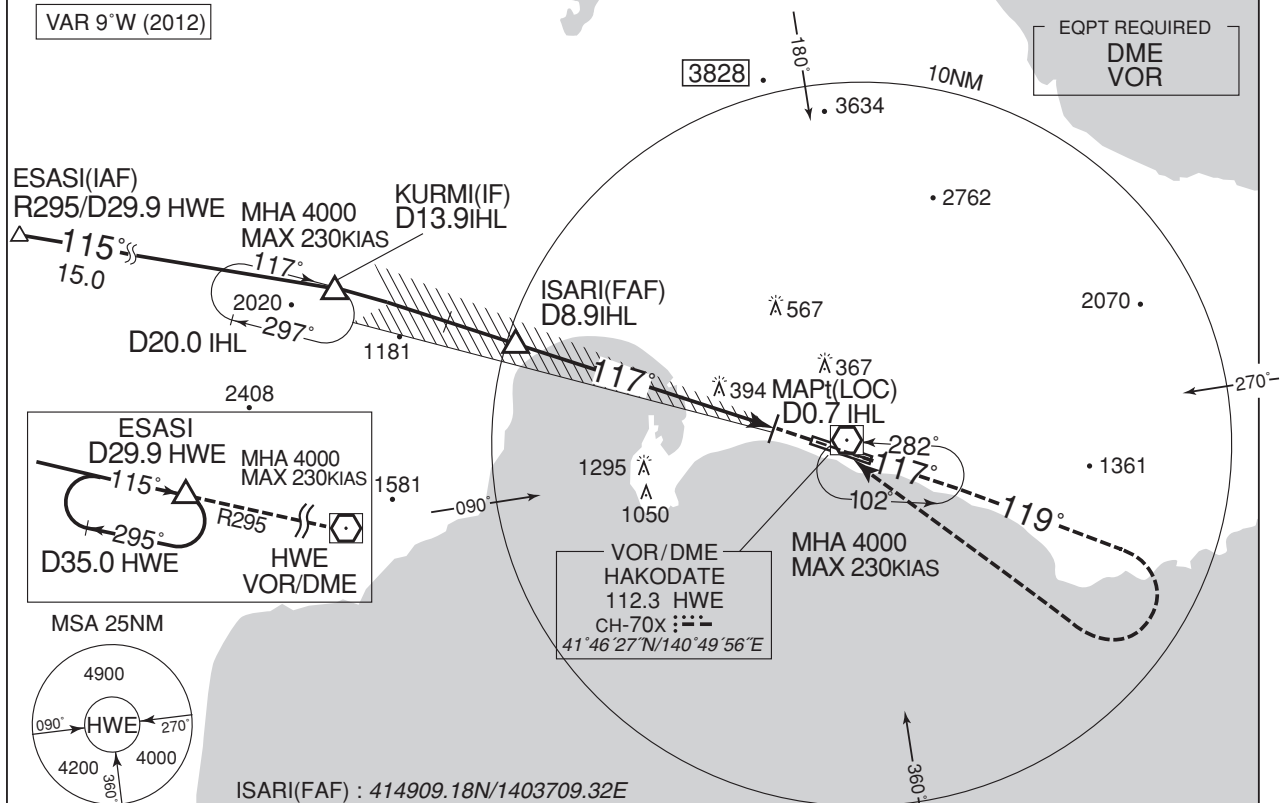 VAR 9°W (2012)
EQPT REQUIRED
DME
VOR
180°
3828
10NM
3634
2762
2070
270°
1361
ESASI(IAF)
R295/D29.9 HWE
115°
15.0
MHA 4000
MAX 230KIAS
117°
2020
297°
D20.0 IHL
KURMI(IF)
D13.9IHL
1181
ISARI(FAF)
D8.9IHL
567
367
117°
394
MAPt(LOC)
D0.7 IHL
282°
117°
102°
119°
MHA 4000
MAX 230KIAS
2408
1581
090°
1295
1050
ESASI
D29.9 HWE
MHA 4000
MAX 230KIAS
115°
R295
295°
D35.0 HWE
HWE
VOR/DME
VOR/DME
HAKODATE
112.3 HWE
CH-70X
41°46´27˝N/140°49´56˝E
MSA 25NM
4900
090°
HWE
270°
4200
4000
360°
360°
ISARI(FAF) : 414909.18N/1403709.32E